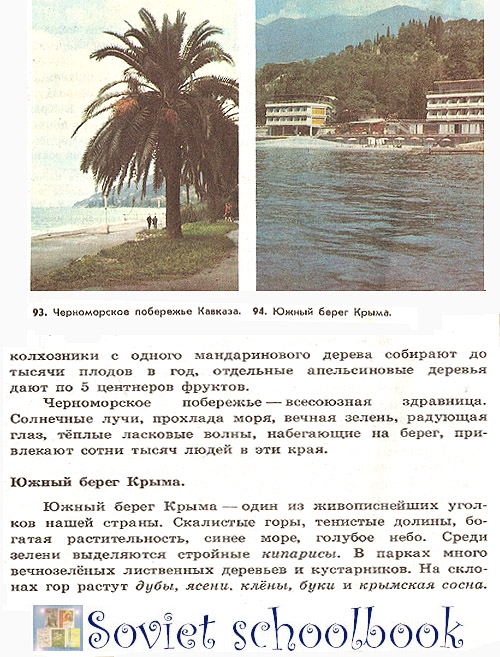 93. Черноморское побережье Кавказа. 94. Южный берег Крыма.
колхозники с одного мандаринового дерева собирают до
тысячи плодов в год, отдельные апельсиновые деревья
дают по 5 центнеров фруктов.
Черноморское побережье — всесоюзная здравница.
Солнечные лучи, прохлада моря, вечная зелень, радующая
глаз, тёплые ласковые волны, набегающие на берег, при-
влекают сотни тысяч людей в эти края.
Южный берег Крыма.
Южный берег Крыма — один из живописнейших угол-
ков нашей страны. Скалистые горы, тенистые долины, бо-
гатая растительность, синее море, голубое небо. Среди
зелени выделяются стройные кипарисы. В парках много
вечнозелёных лиственных деревьев и кустарников. На скло-
нах гор растут дубы, ясени. клёны, буки и крымская сосна.
Soviet schoolbook